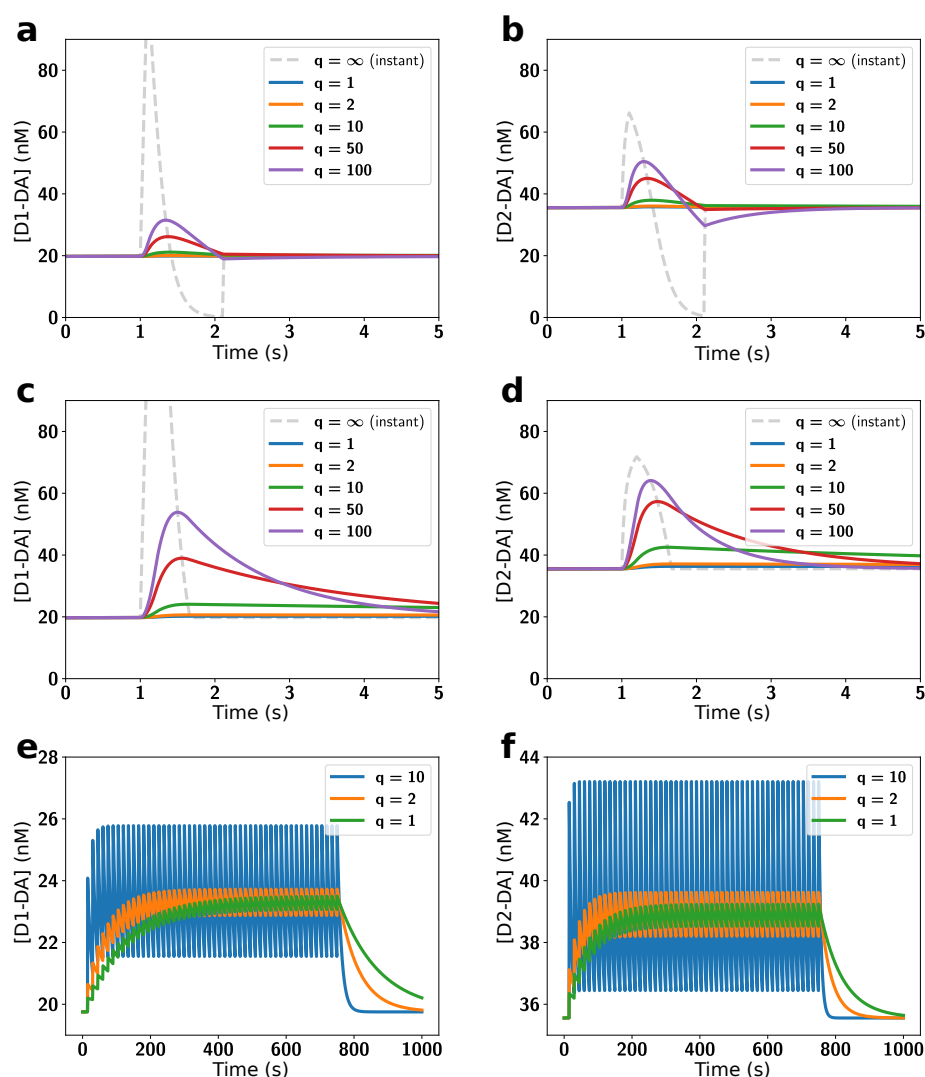 a
[D1-DA] (nM)
80
60
40
20
0
0 1 2 3 4 5
Time (s)
q = ∞ (instant)
q = 1
q = 2
q = 10
q = 50
q = 100
b
[D2-DA] (nM)
80
60
40
20
0
0 1 2 3 4 5
Time (s)
q = ∞ (instant)
q = 1
q = 2
q = 10
q = 50
q = 100
c
[D1-DA] (nM)
80
60
40
20
0
0 1 2 3 4 5
Time (s)
q = ∞ (instant)
q = 1
q = 2
q = 10
q = 50
q = 100
d
[D2-DA] (nM)
80
60
40
20
0
0 1 2 3 4 5
Time (s)
q = ∞ (instant)
q = 1
q = 2
q = 10
q = 50
q = 100
e
[D1-DA] (nM)
28
26
24
22
20
0 200 400 600 800 1000
Time (s)
q = 10
q = 2
q = 1
f
[D2-DA] (nM)
44
42
40
38
36
0 200 400 600 800 1000
Time (s)
q = 10
q = 2
q = 1